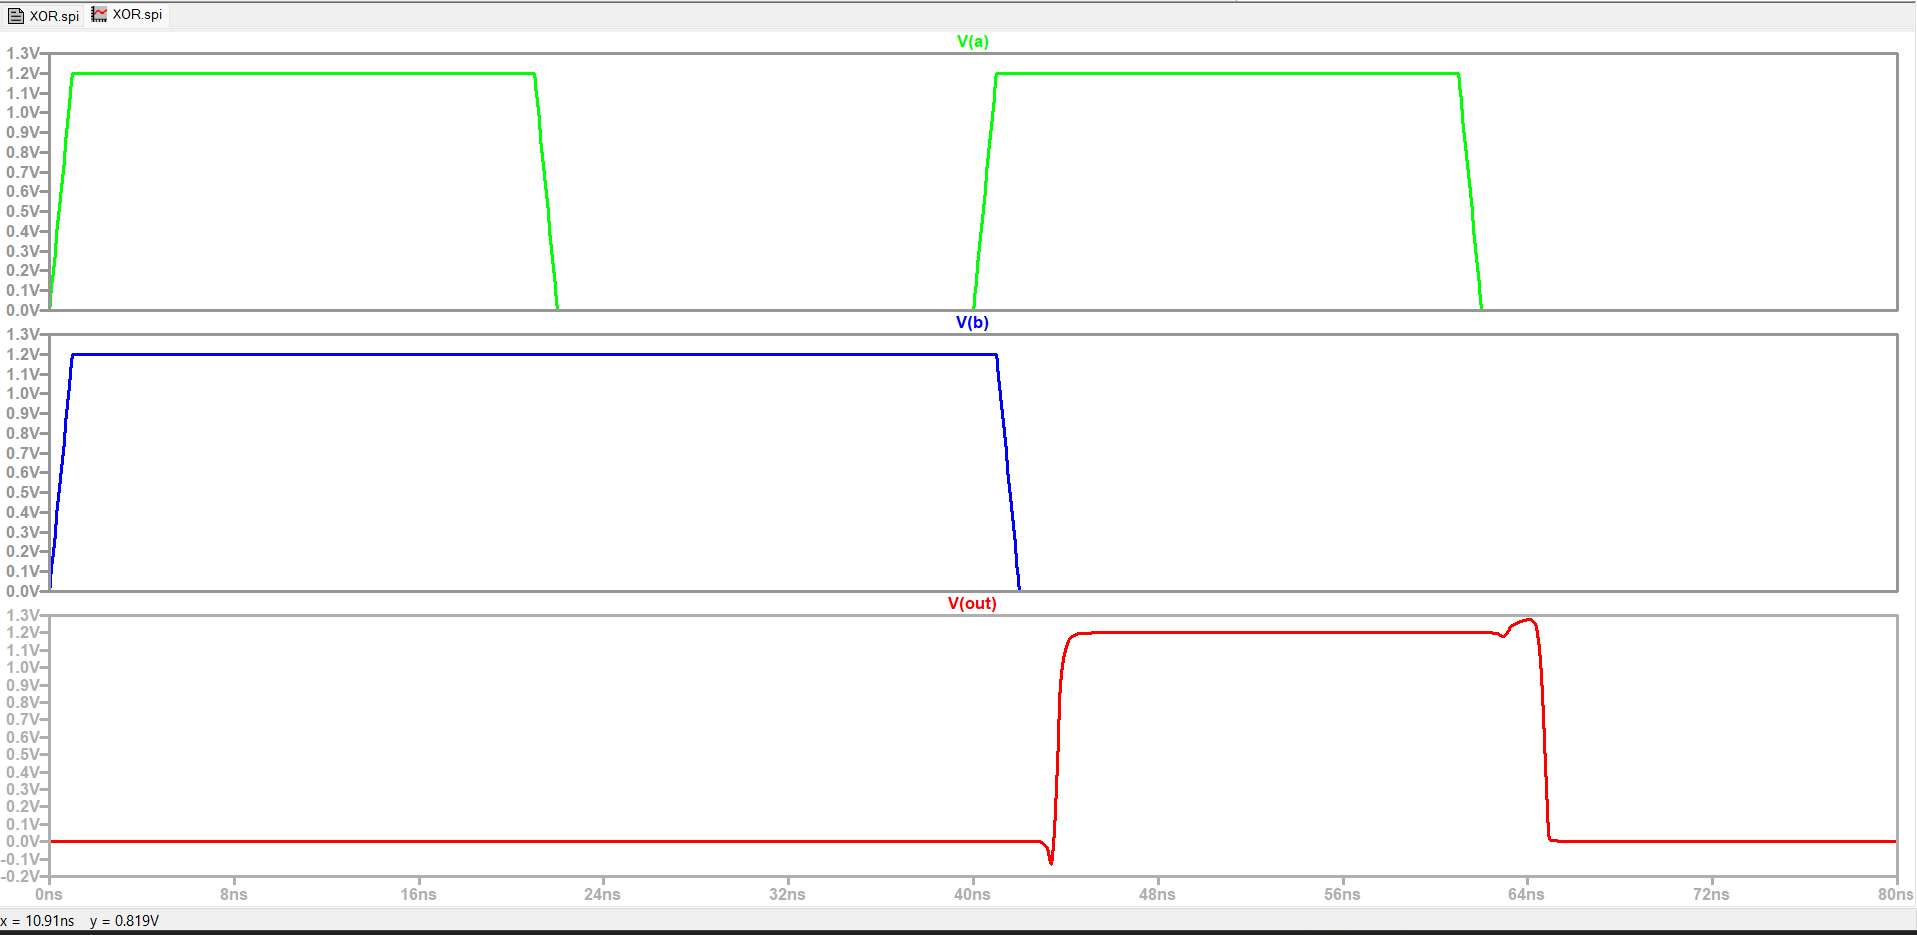 XOR.spi XOR.spi
V(a)
1.3V
1.2V
1.1V
1.0V
0.9V
0.8V
0.7V
0.6V
0.5V
0.4V
0.3V
0.2V
0.1V
0.0V
V(b)
1.3V
1.2V
1.1V
1.0V
0.9V
0.8V
0.7V
0.6V
0.5V
0.4V
0.3V
0.2V
0.1V
0.0V
V(out)
1.3V
1.2V
1.1V
1.0V
0.9V
0.8V
0.7V
0.6V
0.5V
0.4V
0.3V
0.2V
0.1V
0.0V
-0.1V
-0.2V
0ns 8ns 16ns 24ns 32ns 40ns 48ns 56ns 64ns 72ns 80ns
x = 10.91ns y = 0.819V